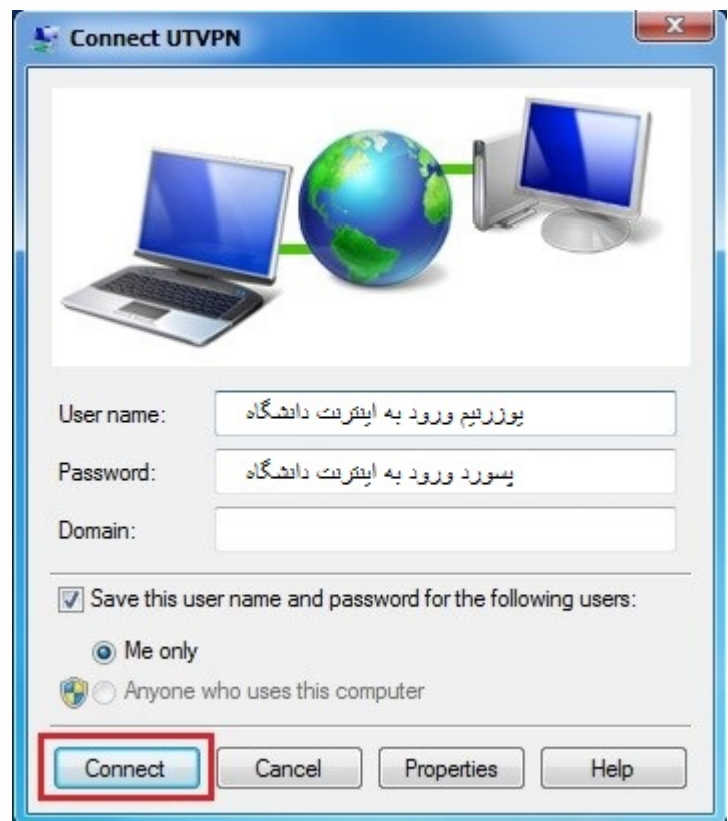 Connect UTVPN
User name:
یوزرنیم ورود به اینترنت دانشگاه
Password:
پسورد ورود به اینترنت دانشگاه
Domain:
Save this user name and password for the following users:
Me only
Anyone who uses this computer
Connect Cancel Properties Help